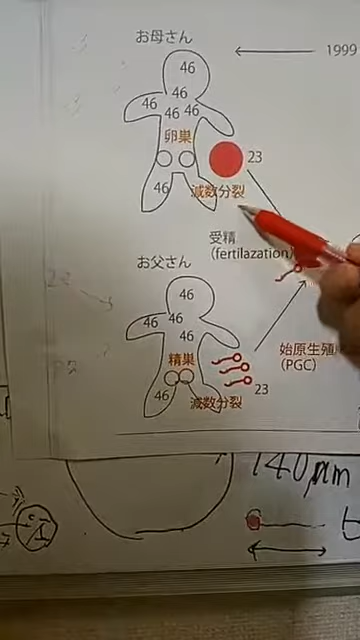 お母さん
1999
46
46
46
46
46
46
卵巣
23
46
減数分裂
受精
(fertilazation)
お父さん
46
46
46
46
精巣
始原生殖
(PGC)
46
23
減数分裂
140μm